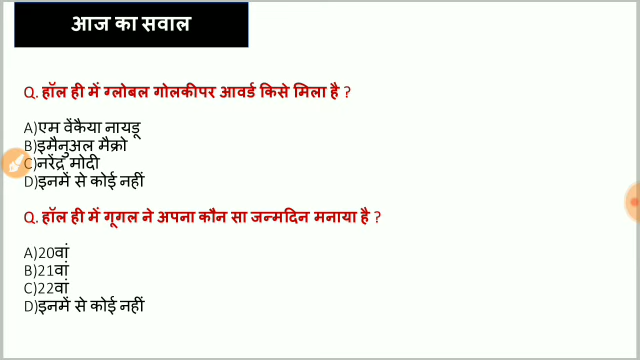 आज का सवाल
Q. हॉल ही में ग्लोबल गोलकीपर आवर्ड किसे मिला है ?
A)एम वेंकैया नायडू
B)इमैनुअल मैक्रो
C)नरेंद्र मोदी
D)इनमें से कोई नहीं
Q. हॉल ही में गूगल ने अपना कौन सा जन्मदिन मनाया है ?
A)20वां
B)21वां
C)22वां
D)इनमें से कोई नहीं